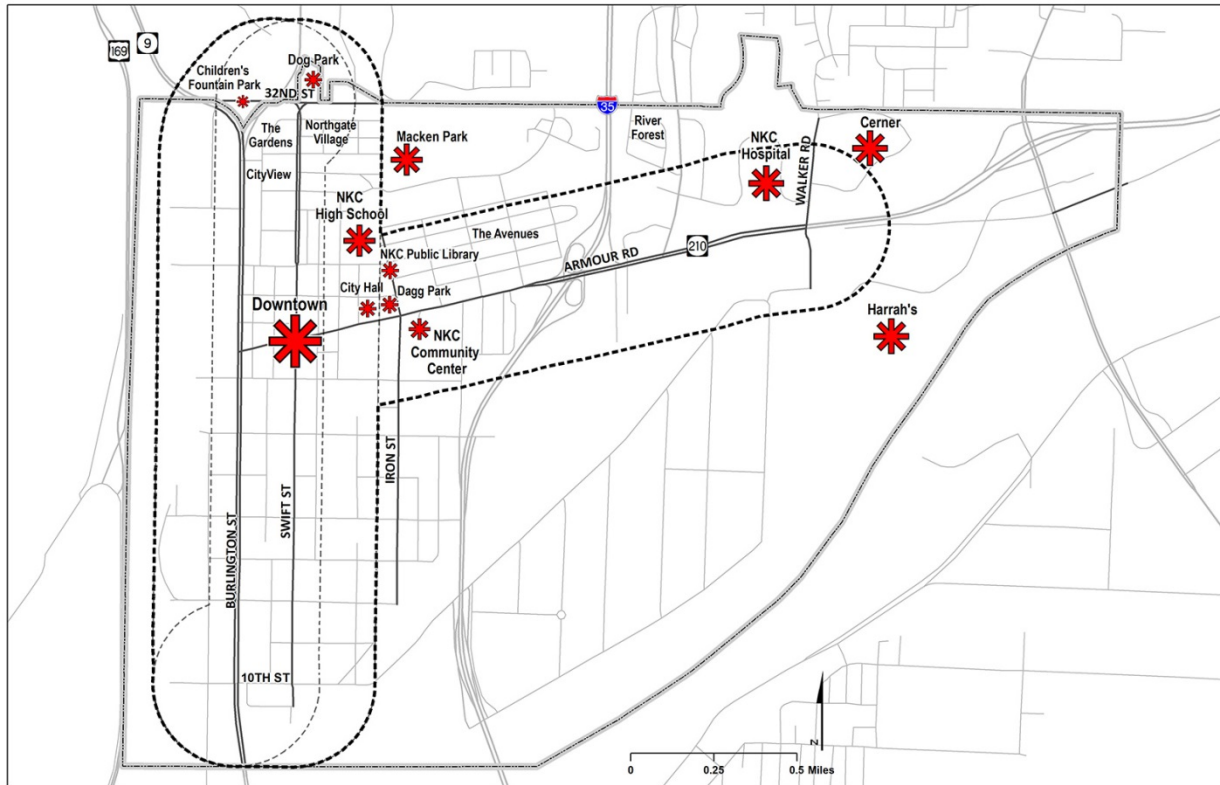 169
9
Dog Park
Children's
Fountain Park
32ND ST
35
The
Gardens
Northgate
Village
CityView
Macken Park
River
Forest
NKC
Hospital
WALKER RD
Cerner
NKC
High School
The Avenues
NKC Public Library
210
ARMOUR RD
City Hall
Dagg Park
Downtown
NKC
Community
Center
Harrah's
IRON ST
SWIFT ST
BURLINGTON ST
10TH ST
N
0 0.25 0.5 Miles